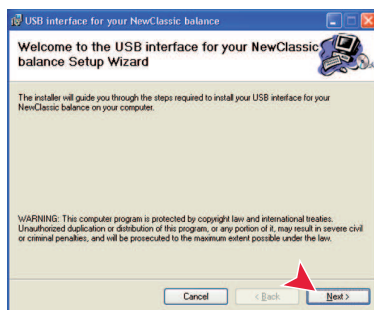 USB interface for your NewClassic balance
Welcome to the USB interface for your NewClassic
balance Setup Wizard
The installer will guide you through the steps required to install your USB interface for your
NewClassic balance on your computer.
WARNING: This computer program is protected by copyright law and international treaties.
Unauthorized duplication or distribution of this program, or any portion of it, may result in severe civil
or criminal penalties, and will be prosecuted to the maximum extent possible under the law.
Cancel < Back Next >